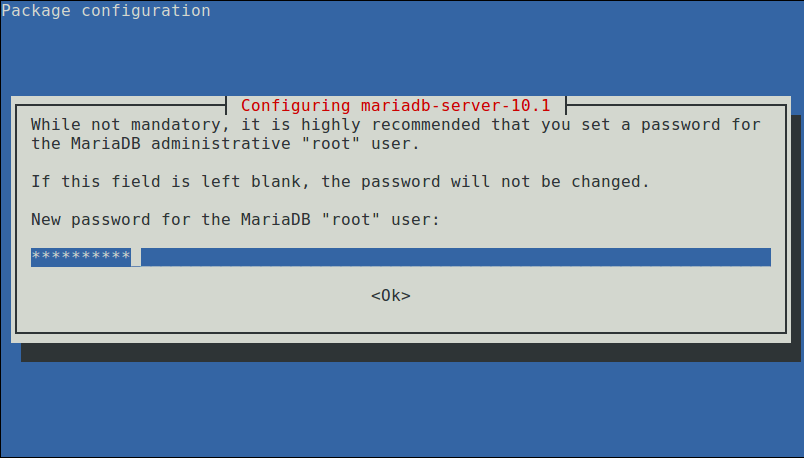 Package configuration
Configuring mariadb-server-10.1
While not mandatory, it is highly recommended that you set a password for
the MariaDB administrative "root" user.
If this field is left blank, the password will not be changed.
New password for the MariaDB "root" user:
**********
<Ok>